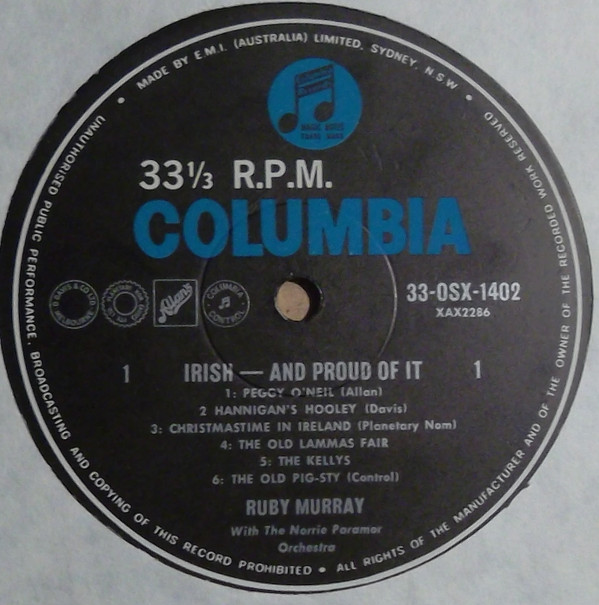 MADE BY E.M.I. (AUSTRALIA) LIMITED, SYDNEY, N.S.W • UNAUTHORISED PUBLIC PERFORMANCE, BROADCASTING AND COPYING OF THIS RECORD PROHIBITED • ALL RIGHTS OF THE MANUFACTURER AND OF THE OWNER OF THE RECORDED WORK RESERVED
33⅓ R.P.M.
COLUMBIA
Allan's
COLUMBIA
CONTROL
33-OSX-1402
XAX2286
1 IRISH — AND PROUD OF IT 1
1: PEGGY O'NEIL (Allan)
2 HANNIGAN'S HOOLEY (Davis)
3: CHRISTMASTIME IN IRELAND (Planetary Nom)
4: THE OLD LAMMAS FAIR
5: THE KELLYS
6: THE OLD PIG-STY (Control)
RUBY MURRAY
With The Norrie Paramor
Orchestra